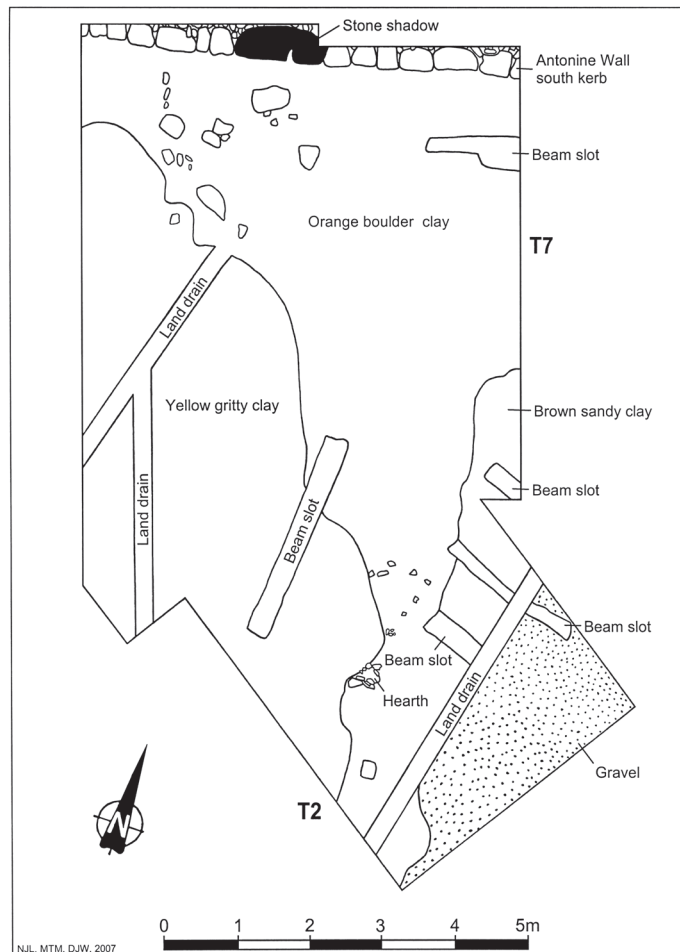 Stone shadow
Antonine Wall
south kerb
Beam slot
Orange boulder clay
T7
Land drain
Yellow gritty clay
Brown sandy clay
Beam slot
Land drain
Beam slot
Beam slot
Beam slot
Hearth
Land drain
Gravel
T2
N
0 1 2 3 4 5m
NJL, MTM, DJW, 2007